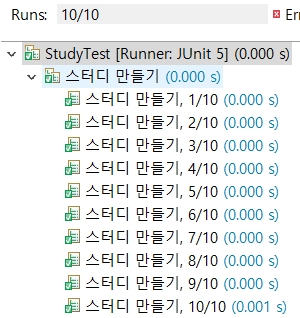 Runs: 10/10 Er
StudyTest [Runner: JUnit 5] (0.000 s)
스터디 만들기 (0.000 s)
스터디 만들기, 1/10 (0.000 s)
스터디 만들기, 2/10 (0.000 s)
스터디 만들기, 3/10 (0.000 s)
스터디 만들기, 4/10 (0.000 s)
스터디 만들기, 5/10 (0.000 s)
스터디 만들기, 6/10 (0.000 s)
스터디 만들기, 7/10 (0.000 s)
스터디 만들기, 8/10 (0.000 s)
스터디 만들기, 9/10 (0.000 s)
스터디 만들기, 10/10 (0.001 s)